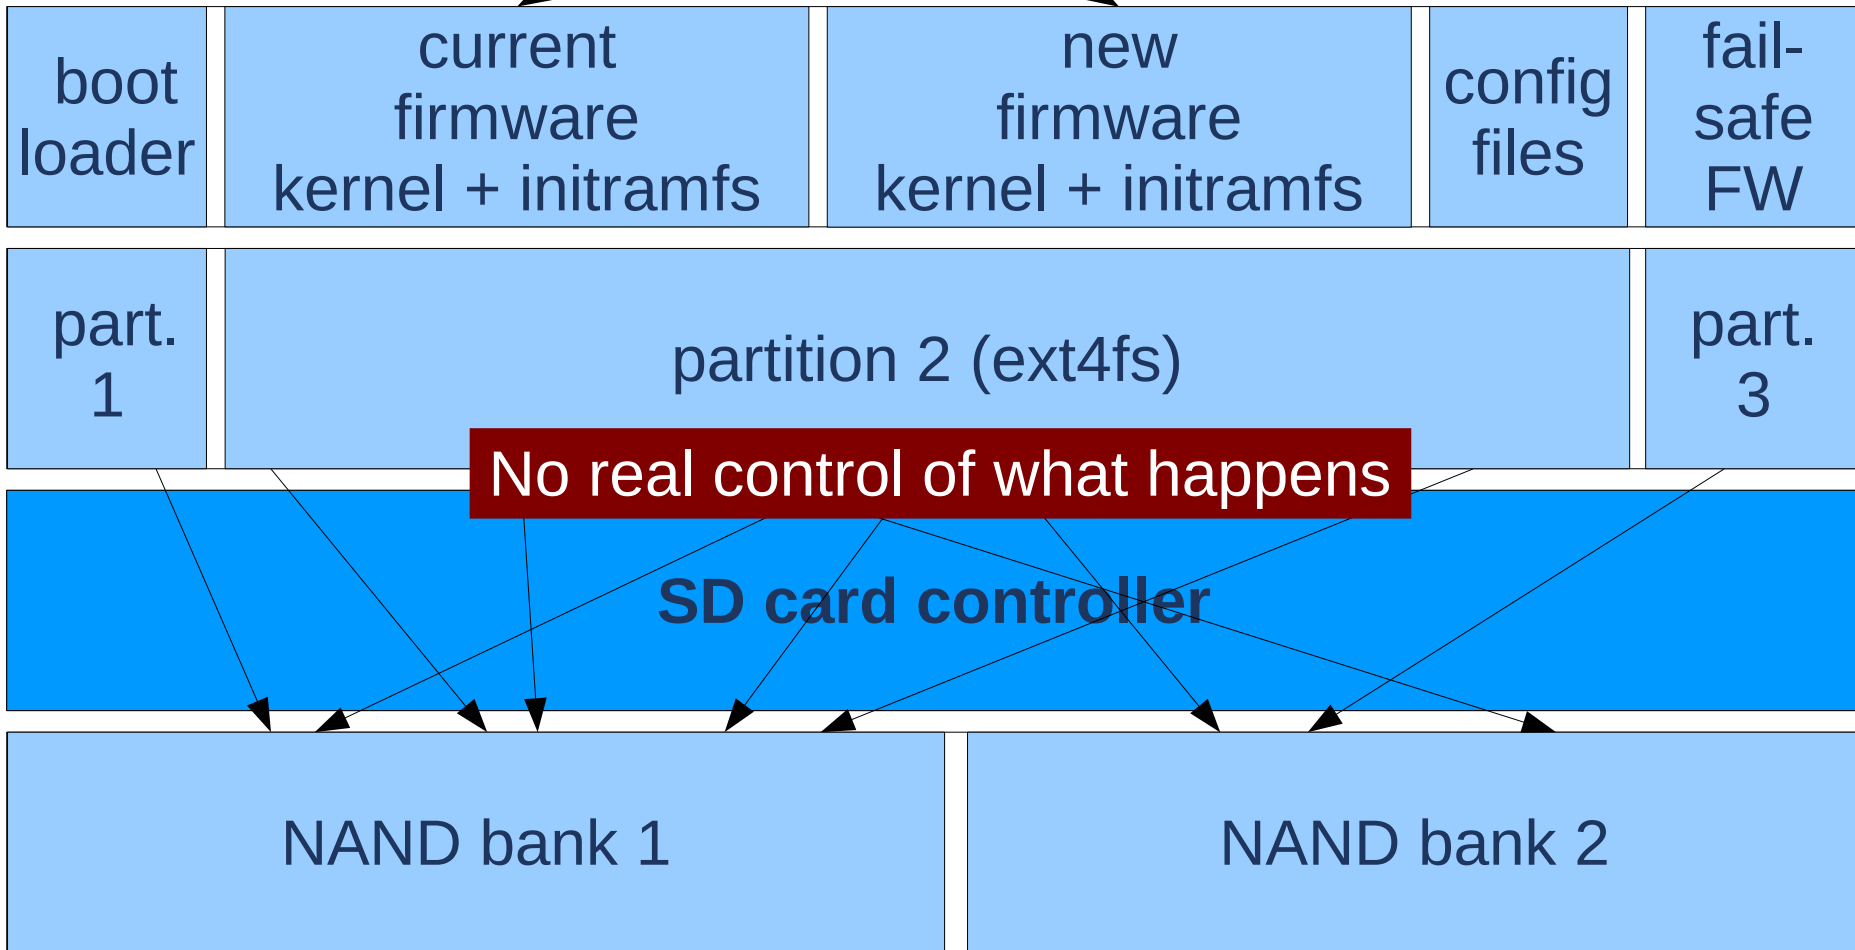 boot
loader
current
firmware
kernel + initramfs
new
firmware
kernel + initramfs
config
files
fail-
safe
FW
part.
1
partition 2 (ext4fs)
part.
3
No real control of what happens
SD card controller
NAND bank 1
NAND bank 2